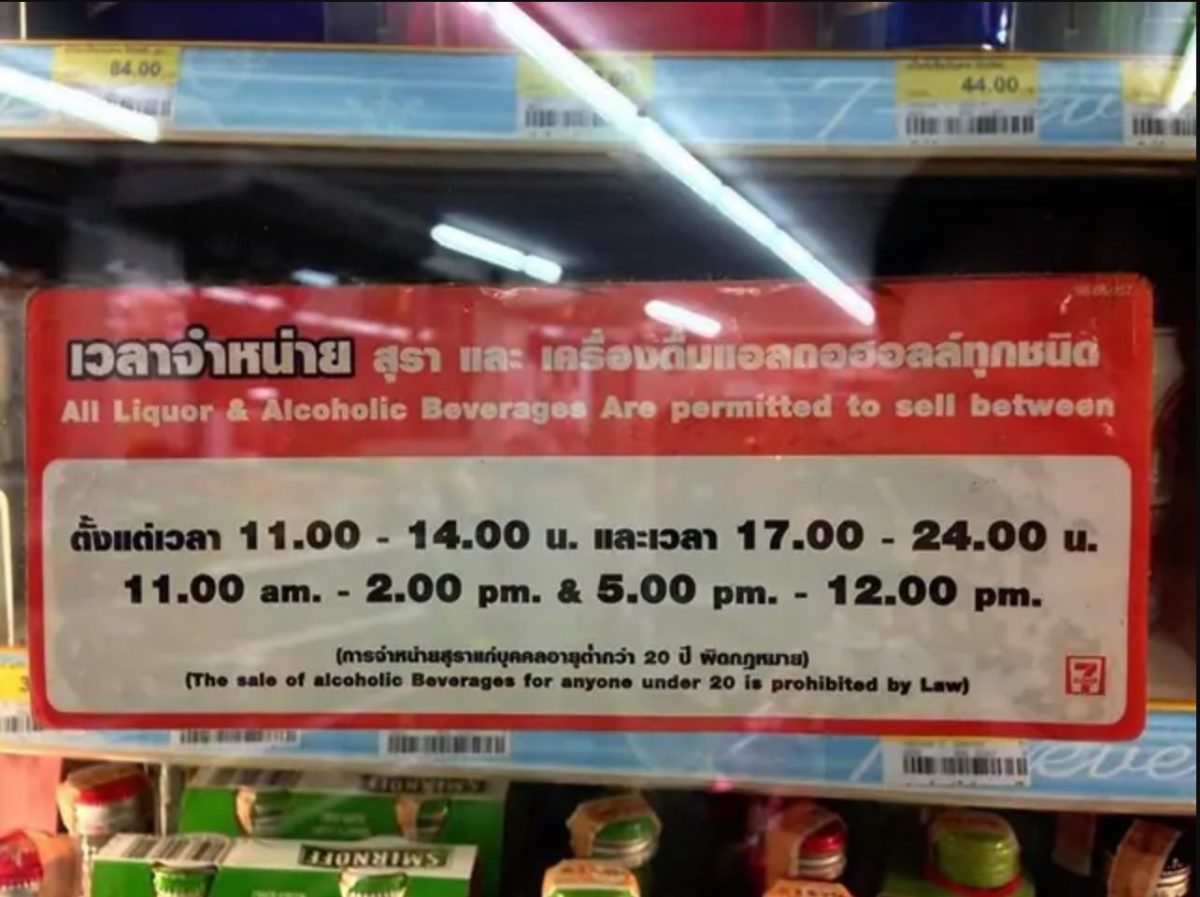 84.00
44.00
เวลาจำหน่าย สุรา และ เครื่องดื่มแอลกอฮอลล์ทุกชนิด
All Liquor & Alcoholic Beverages Are permitted to sell between
ตั้งแต่เวลา 11.00 - 14.00 น. และเวลา 17.00 - 24.00 น.
11.00 am. - 2.00 pm. & 5.00 pm. - 12.00 pm.
(การจำหน่ายสุราแก่บุคคลอายุต่ำกว่า 20 ปี ผิดกฎหมาย)
(The sale of alcoholic Beverages for anyone under 20 is prohibited by Law)
7
SMIRNOFF
SMIRNOFF